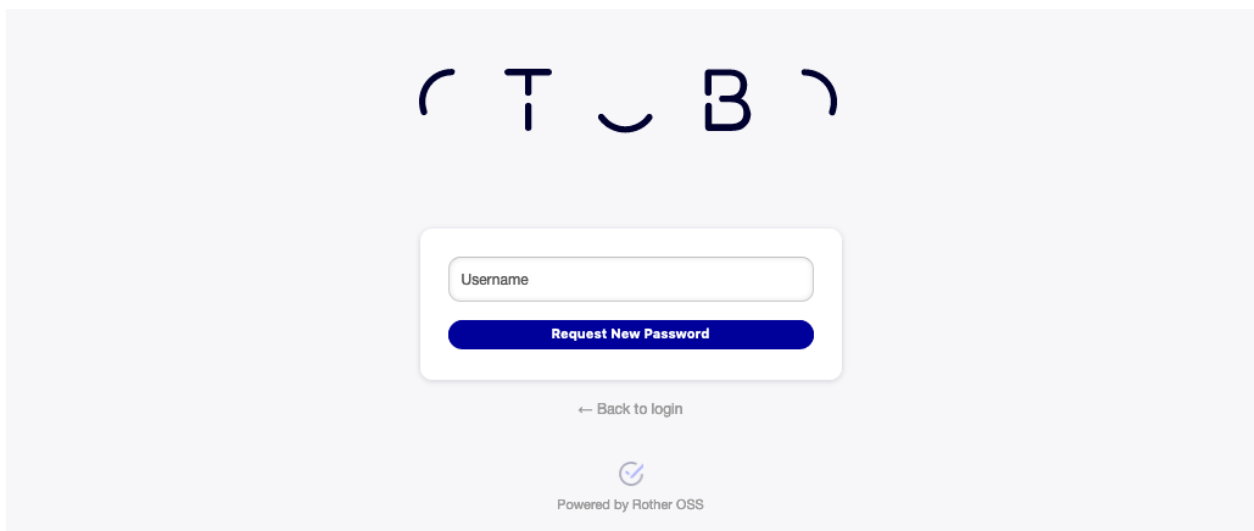 T B
Username
Request New Password
← Back to login
Powered by Rother OSS